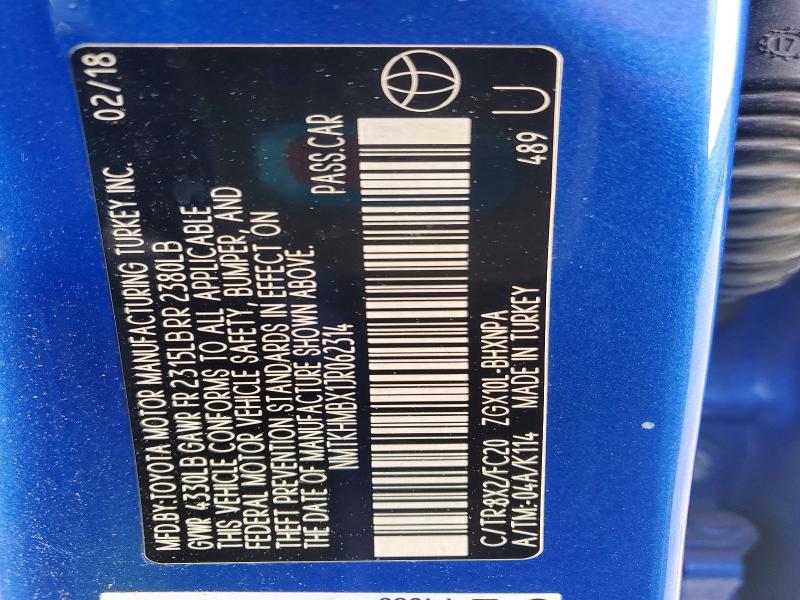 MFD.BY:TOYOTA MOTOR MANUFACTURING TURKEY INC. 02/18
GVWR 4330LB GAWR FR 2315LB RR 2380LB
THIS VEHICLE CONFORMS TO ALL APPLICABLE
FEDERAL MOTOR VEHICLE SAFETY, BUMPER, AND
THEFT PREVENTION STANDARDS IN EFFECT ON
THE DATE OF MANUFACTURE SHOWN ABOVE.
NMTKHMBX1JR062314 PASS.CAR
C/TR:8X2/FC20 ZGX10L-BHXNPA 489 U
A/TM:-04A/K114 MADE IN TURKEY
17